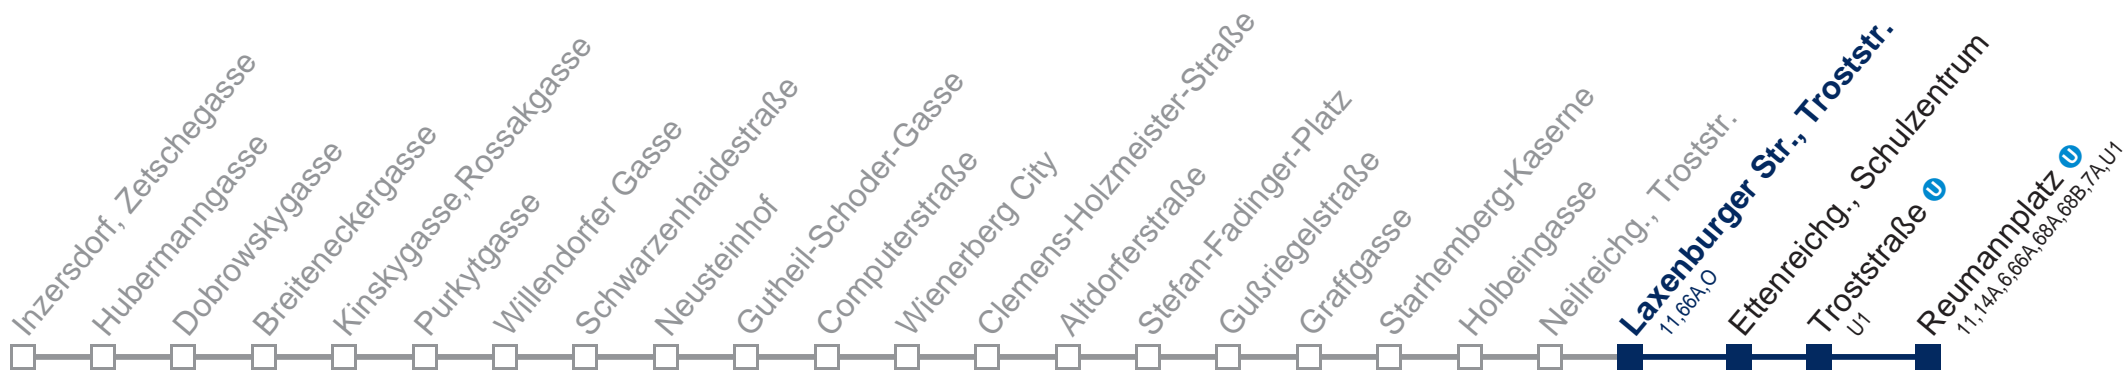 Inzersdorf, Zetschegasse
Hubermanngasse
Dobrowskygasse
Breiteneckergasse
Kinskygasse,Rossakgasse
Purkytgasse
Willendorfer Gasse
Schwarzenhaidestraße
Neusteinhof
Gutheil-Schoder-Gasse
Computerstraße
Wienerberg City
Clemens-Holzmeister-Straße
Altdorferstraße
Stefan-Fadinger-Platz
Gußriegelstraße
Graffgasse
Starhemberg-Kaserne
Holbeingasse
Neilreichg., Troststr.
Laxenburger Str., Troststr.
11,66A,O
Ettenreichg., Schulzentrum
Troststraße U
U1
Reumannplatz U
11,14A,6,66A,68A,68B,7A,U1